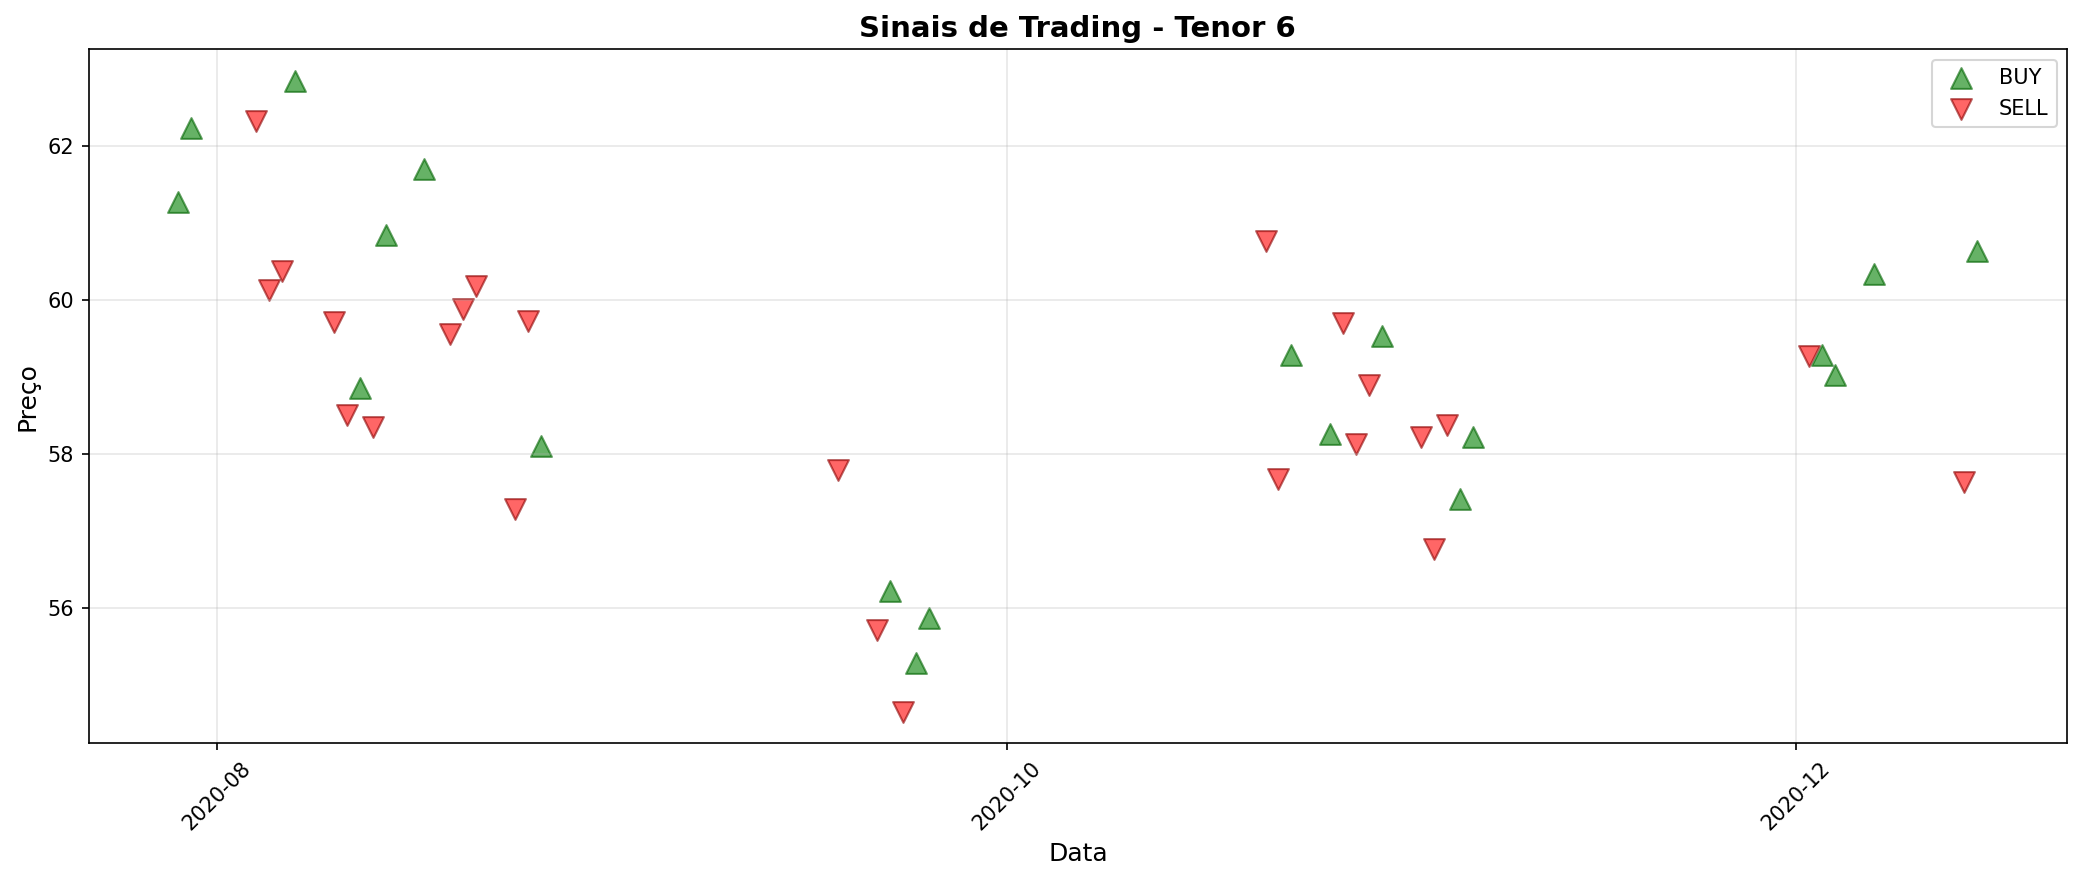 Sinais de Trading - Tenor 6
BUY
SELL
Preço
62
60
58
56
2020-08
2020-10
2020-12
Data